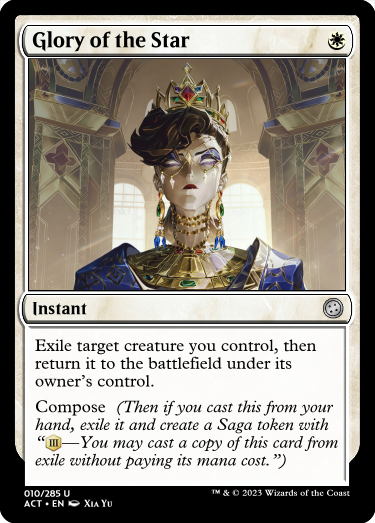 Glory of the Star
Instant
Exile target creature you control, then
return it to the battlefield under its
owner's control.
Compose (Then if you cast this from your
hand, exile it and create a Saga token with
“III—You may cast a copy of this card from
exile without paying its mana cost.”)
010/285 U
ACT • EN Xia Yu
™ & © 2023 Wizards of the Coast